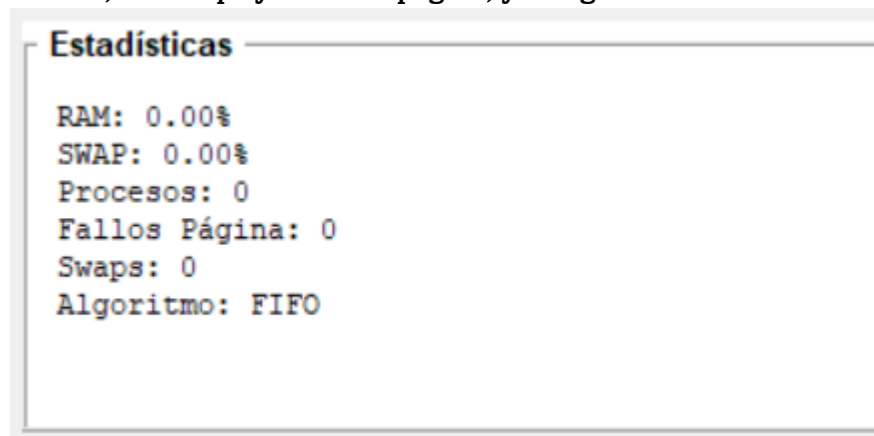 Estadísticas
RAM: 0.00%
SWAP: 0.00%
Procesos: 0
Fallos Página: 0
Swaps: 0
Algoritmo: FIFO